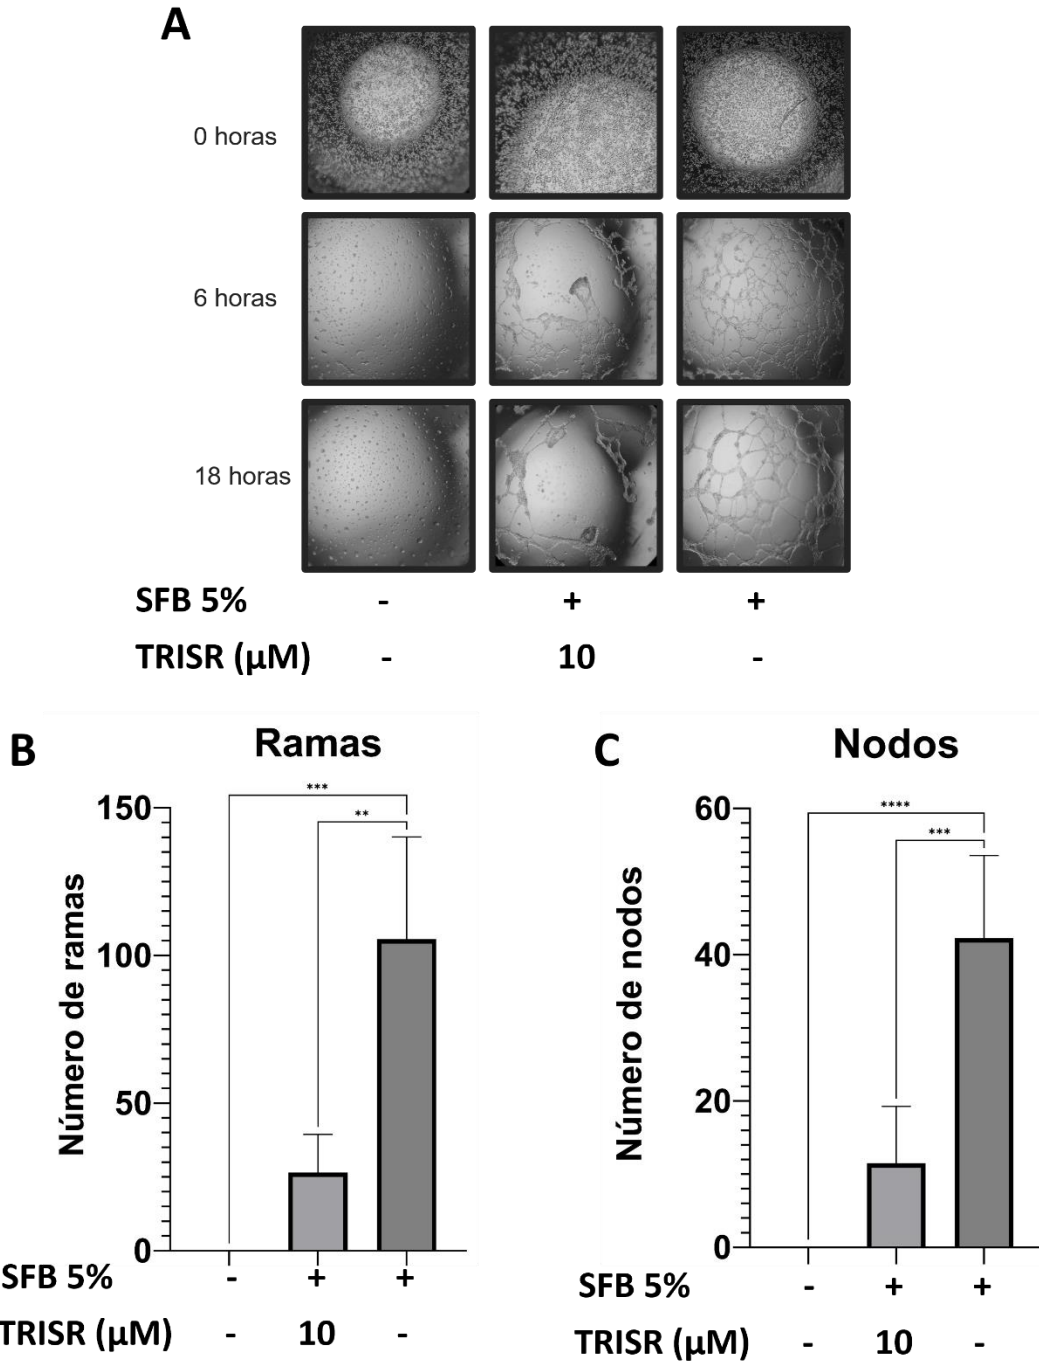 A
0 horas
6 horas
18 horas
SFB 5% - + +
TRISR (µM) - 10 -
B
Ramas
***
**
150
100
50
0
Número de ramas
SFB 5% - + +
TRISR (µM) - 10 -
C
Nodos
****
***
60
40
20
0
Número de nodos
SFB 5% - + +
TRISR (µM) - 10 -